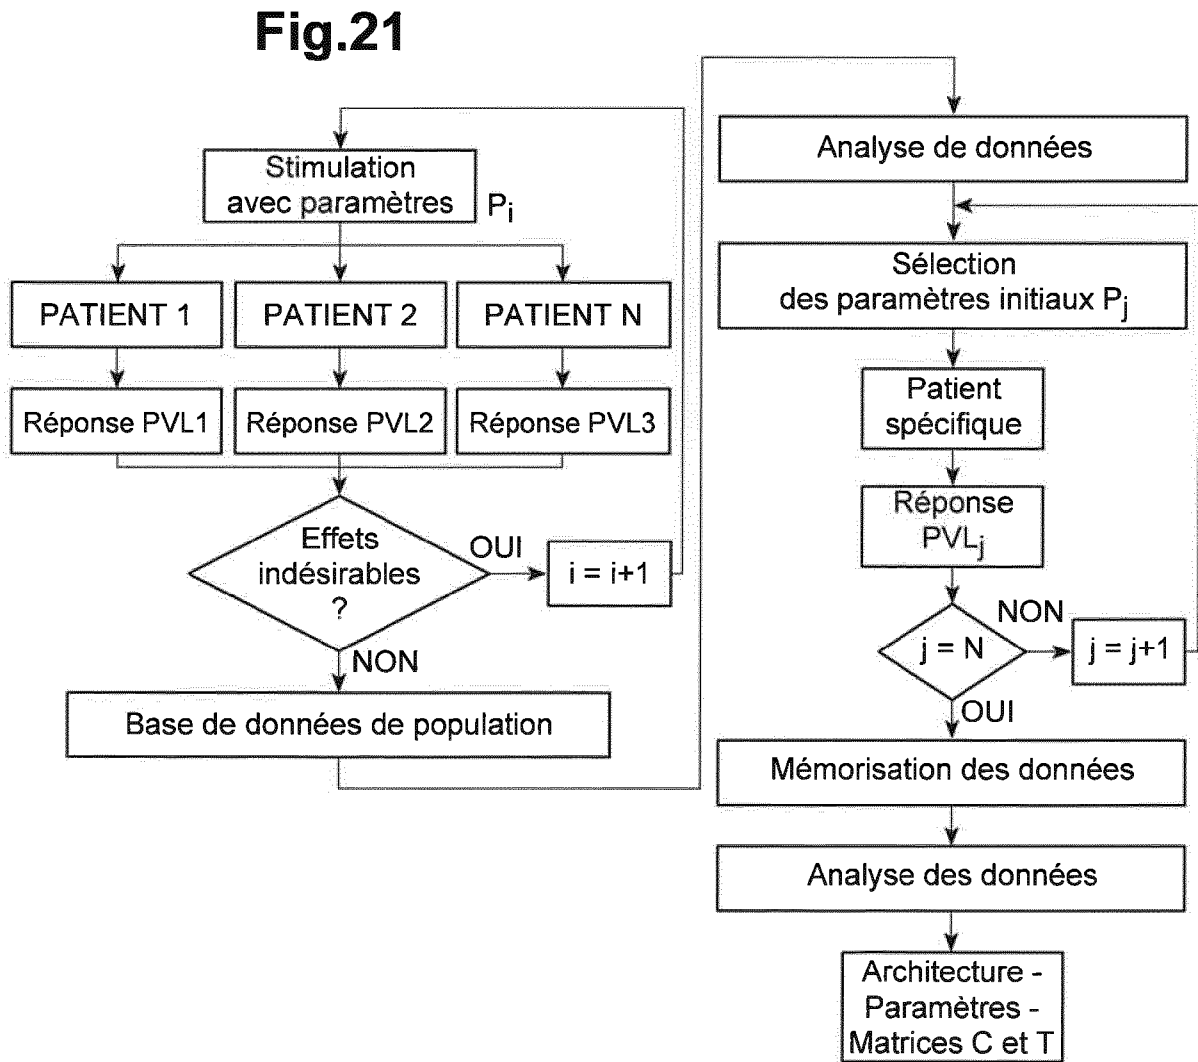 Fig.21
Stimulation
avec paramètres
Pi
PATIENT 1
PATIENT 2
PATIENT N
Réponse PVL1
Réponse PVL2
Réponse PVL3
Effets
indésirables
?
OUI
i = i+1
NON
Base de données de population
Analyse de données
Sélection
des paramètres initiaux Pj
Patient
spécifique
Réponse
PVLj
j = N
NON
j = j+1
OUI
Mémorisation des données
Analyse des données
Architecture -
Paramètres -
Matrices C et T